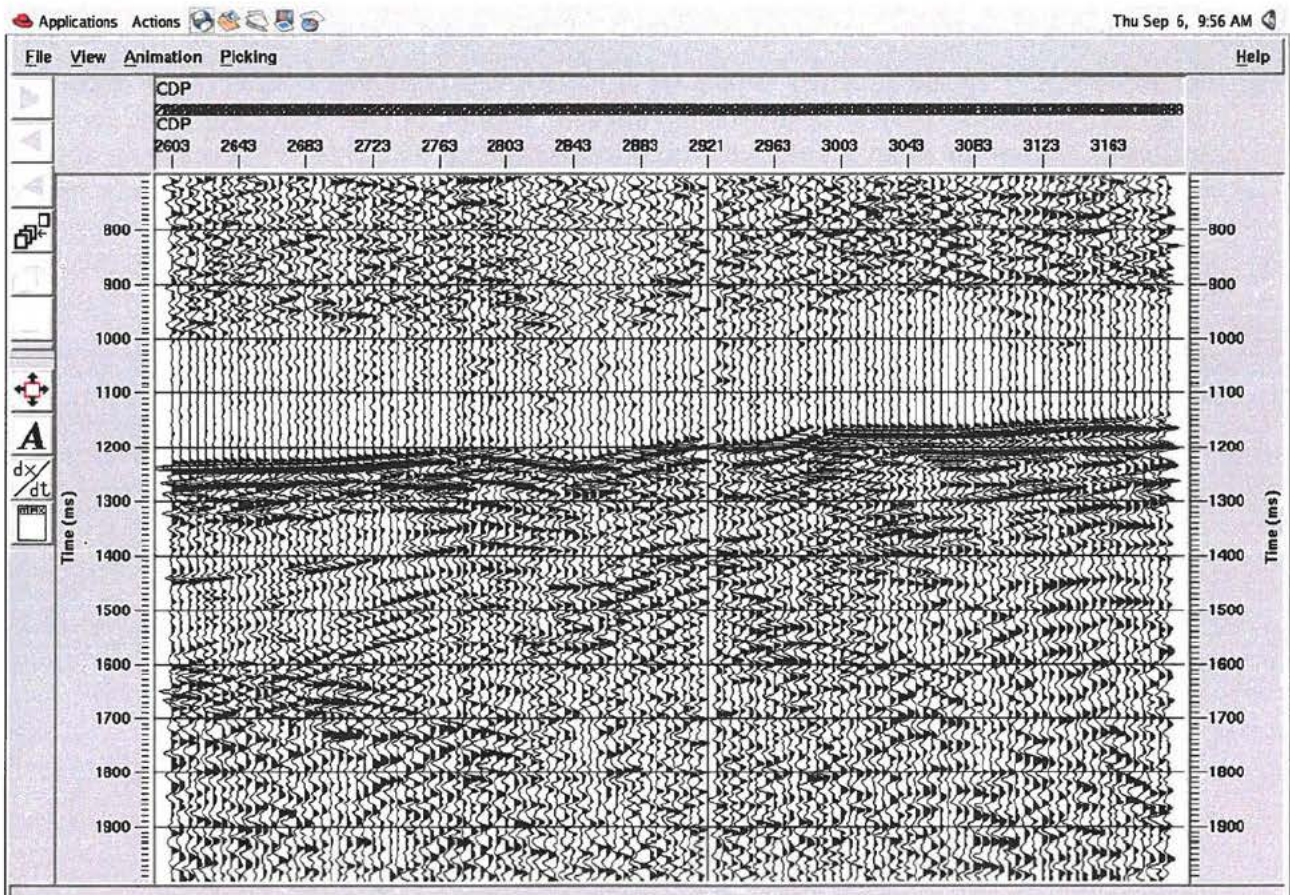 Applications Actions Thu Sep 6, 9:56 AM
File View Animation Picking Help
CDP
CDP
2603 2643 2683 2723 2763 2803 2843 2883 2921 2963 3003 3043 3083 3123 3163
800 800
900 900
1000 1000
1100 1100
1200 1200
1300 1300
1400 1400
1500 1500
1600 1600
1700 1700
1800 1800
1900 1900
Time (ms) Time (ms)
A
dx/dt